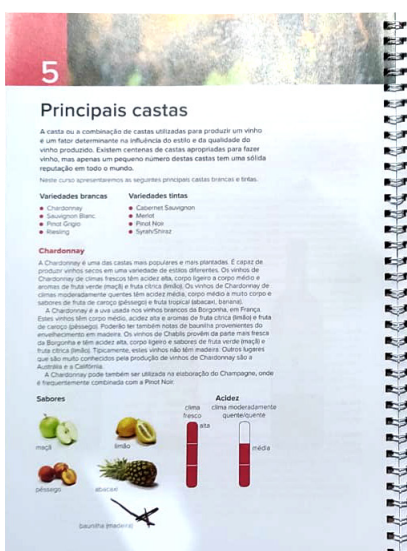 5
Principais castas
A casta ou a combinação de castas utilizadas para produzir um vinho
é um fator determinante na influência do estilo e da qualidade do
vinho produzido. Existem centenas de castas apropriadas para fazer
vinho, mas apenas um pequeno número destas castas tem uma sólida
reputação em todo o mundo.
Neste curso apresentaremos as seguintes principais castas brancas e tintas.
Variedades brancas
Chardonnay
Sauvignon Blanc
Pinot Grigio
Riesling
Variedades tintas
Cabernet Sauvignon
Merlot
Pinot Noir
Syrah/Shiraz
Chardonnay
A Chardonnay é uma das castas mais populares e mais plantadas. É capaz de
produzir vinhos secos em uma variedade de estilos diferentes. Os vinhos de
Chardonnay de climas frescos têm acidez alta, corpo ligeiro a corpo médio e
aromas de fruta verde (maçã) e fruta cítrica (limão). Os vinhos de Chardonnay de
climas moderadamente quentes têm acidez média, corpo médio a muito corpo e
sabores de fruta de caroço (pêssego) e fruta tropical (abacaxi, banana).
A Chardonnay é a uva usada nos vinhos brancos da Borgonha, em França.
Estes vinhos têm corpo médio, acidez alta e aromas de fruta cítrica (limão) e fruta
de caroço (pêssego). Poderão ter também notas de baunilha provenientes do
envelhecimento em madeira. Os vinhos de Chablis provêm da parte mais fresca
da Borgonha e têm acidez alta, corpo ligeiro e sabores de fruta verde (maçã) e
fruta cítrica (limão). Tipicamente, estes vinhos não têm madeira. Outros lugares
que são muito conhecidos pela produção de vinhos de Chardonnay são a
Austrália e a Califórnia.
A Chardonnay pode também ser utilizada na elaboração do Champagne, onde
é frequentemente combinada com a Pinot Noir.
Sabores
maçã
limão
pêssego
abacaxi
baunilha (madeira)
Acidez
clima
fresco
clima moderadamente
quente/quente
alta
média